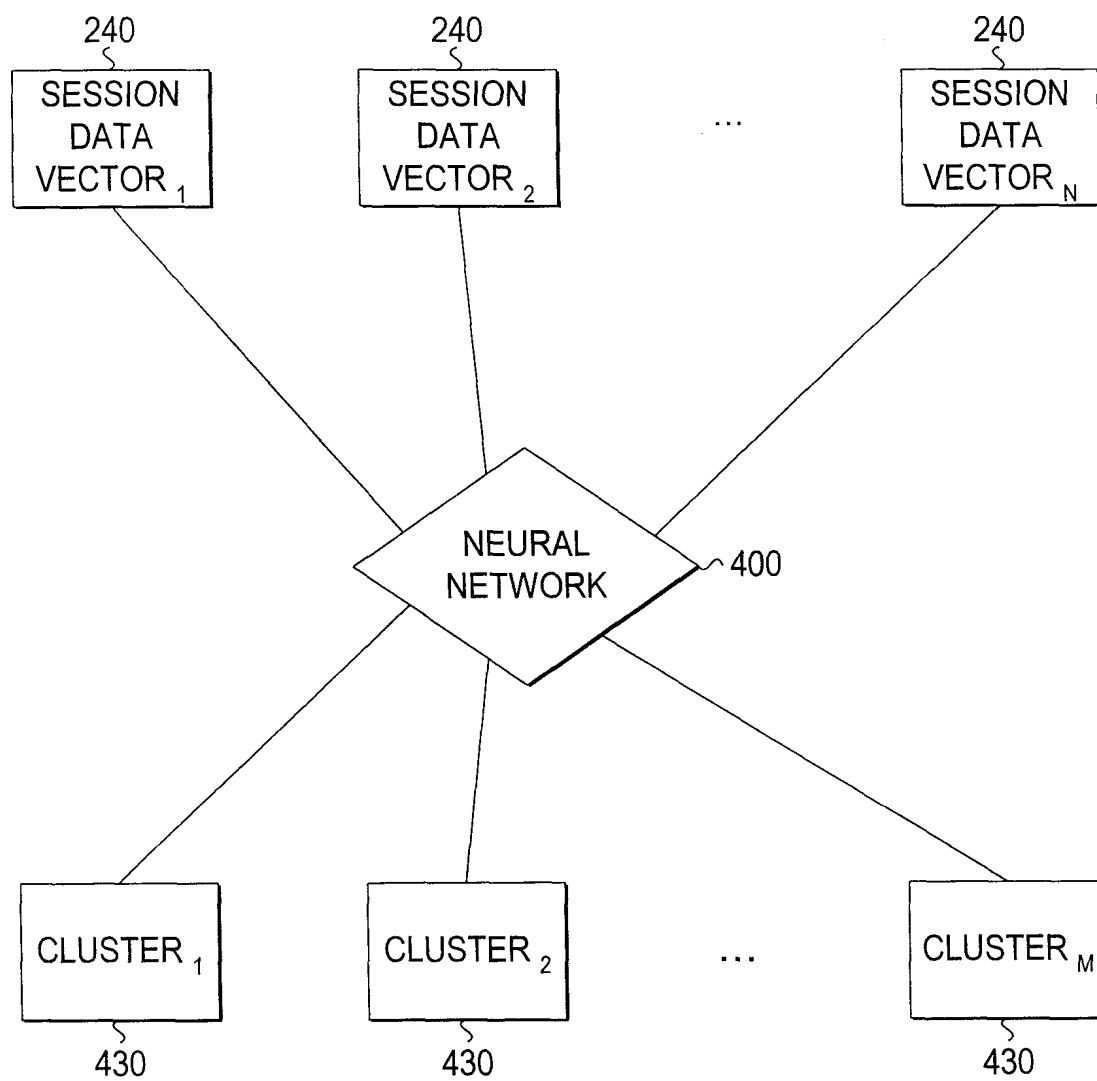 240 240 240
SESSION DATA VECTOR 1
SESSION DATA VECTOR 2
...
SESSION DATA VECTOR N
NEURAL NETWORK
400
CLUSTER 1
CLUSTER 2
...
CLUSTER M
430 430 430